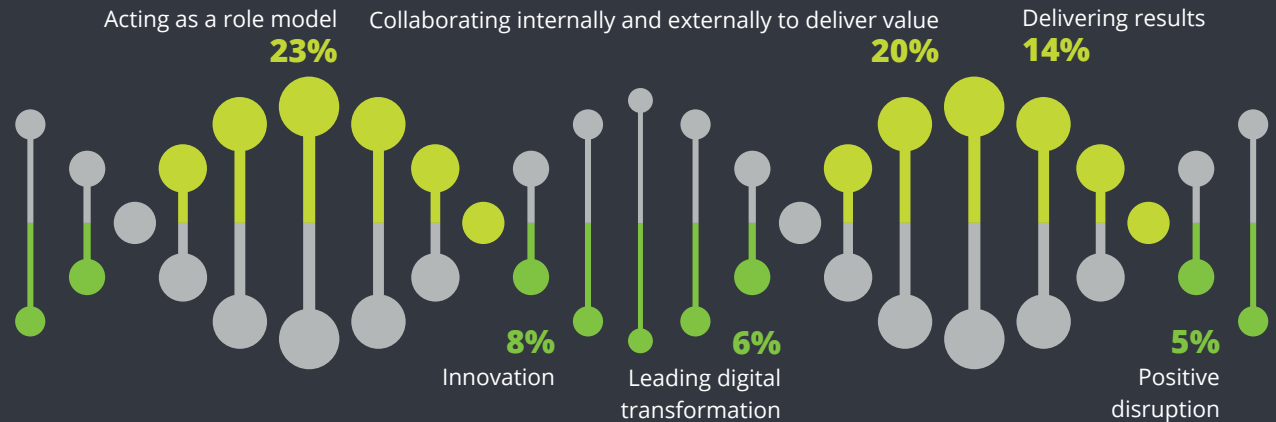 Acting as a role model
23%
Collaborating internally and externally to deliver value
20%
Delivering results
14%
8%
Innovation
6%
Leading digital
transformation
5%
Positive
disruption